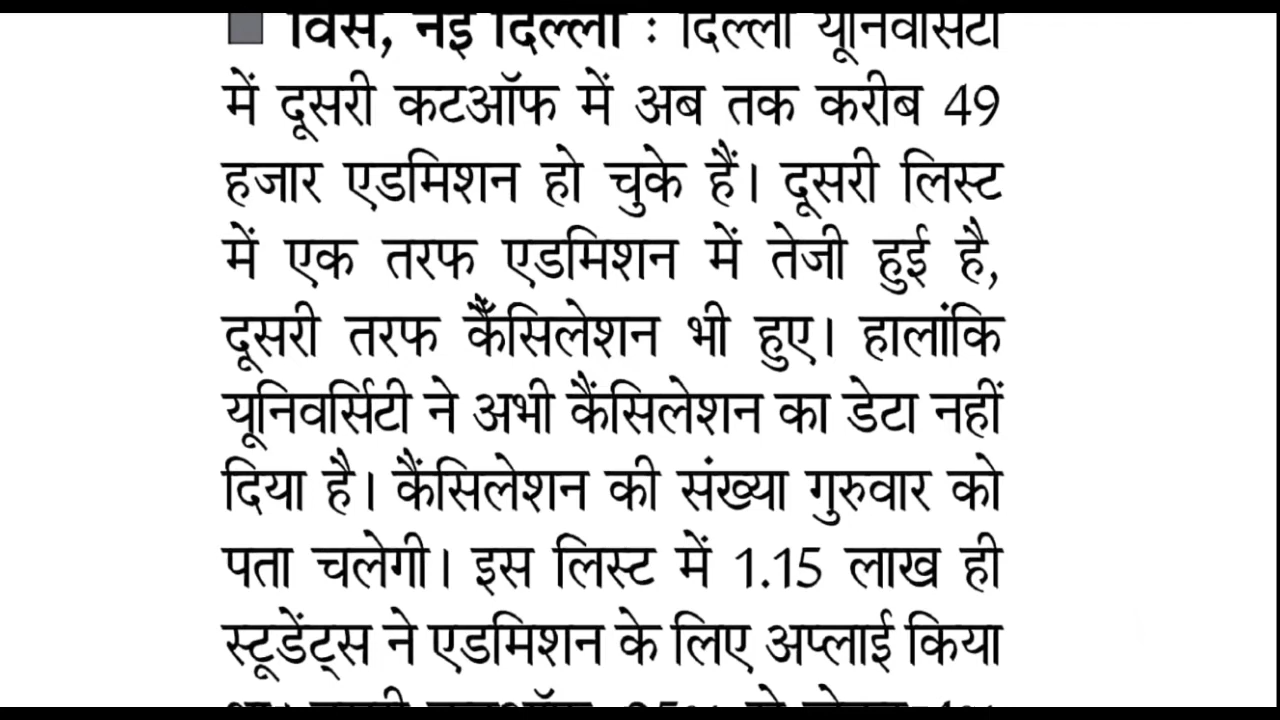 विस, नई दिल्ली : दिल्ली यूनिवर्सिटी
में दूसरी कटऑफ में अब तक करीब 49
हजार एडमिशन हो चुके हैं। दूसरी लिस्ट
में एक तरफ एडमिशन में तेजी हुई है,
दूसरी तरफ कैंसिलेशन भी हुए। हालांकि
यूनिवर्सिटी ने अभी कैंसिलेशन का डेटा नहीं
दिया है। कैंसिलेशन की संख्या गुरुवार को
पता चलेगी। इस लिस्ट में 1.15 लाख ही
स्टूडेंट्स ने एडमिशन के लिए अप्लाई किया